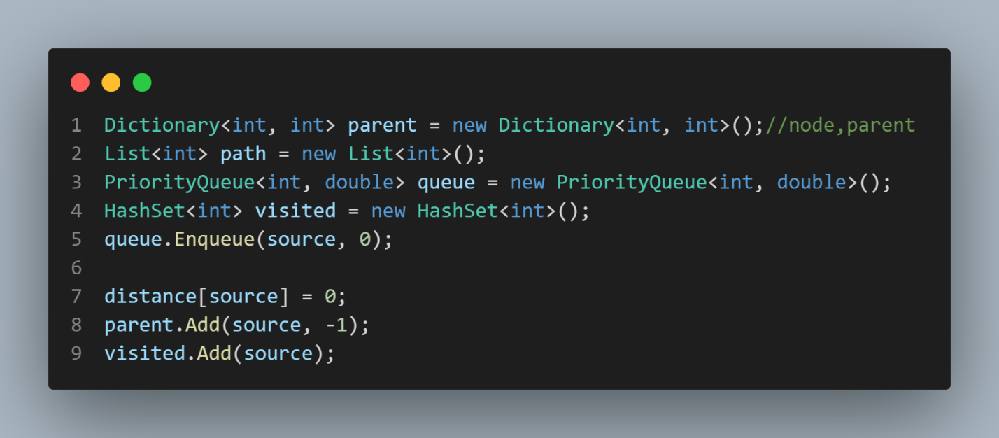 1 Dictionary<int, int> parent = new Dictionary<int, int>();//node,parent
2 List<int> path = new List<int>();
3 PriorityQueue<int, double> queue = new PriorityQueue<int, double>();
4 HashSet<int> visited = new HashSet<int>();
5 queue.Enqueue(source, 0);
6
7 distance[source] = 0;
8 parent.Add(source, -1);
9 visited.Add(source);